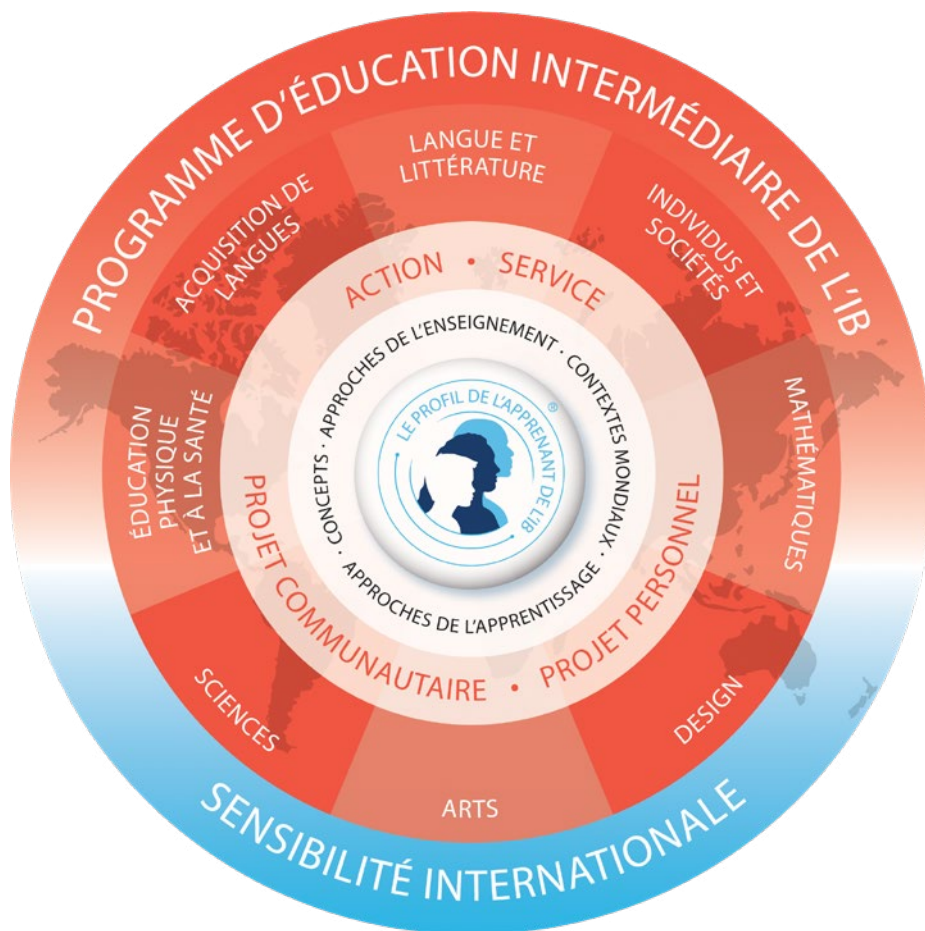 PROGRAMME D'ÉDUCATION INTERMÉDIAIRE DE L'IB
LANGUE ET
LITTÉRATURE
INDIVIDUS ET
SOCIÉTÉS
MATHÉMATIQUES
DESIGN
ARTS
SCIENCES
ÉDUCATION
PHYSIQUE
ET À LA SANTÉ
ACQUISITION DE
LANGUES
ACTION • SERVICE
PROJET COMMUNAUTAIRE • PROJET PERSONNEL
APPROCHES DE L'ENSEIGNEMENT · CONTEXTES MONDIAUX · APPROCHES DE L'APPRENTISSAGE · CONCEPTS ·
LE PROFIL DE L'APPRENANT DE L'IB ®
SENSIBILITÉ INTERNATIONALE